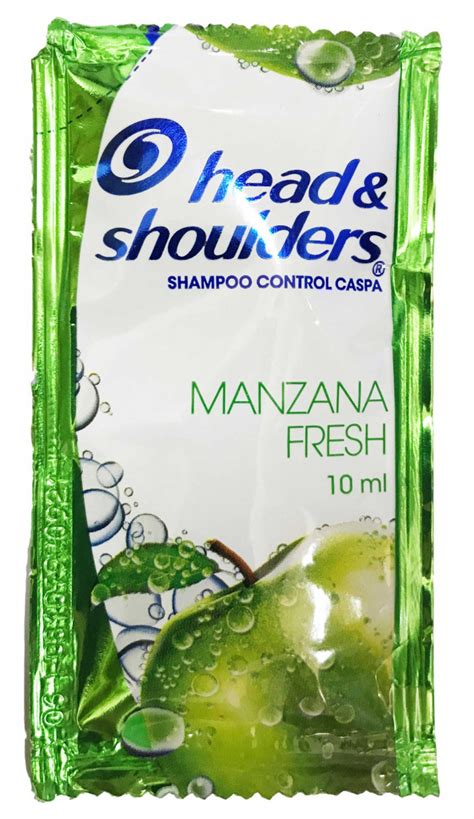 head &
shoulders®
SHAMPOO CONTROL CASPA
MANZANA
FRESH
10 ml